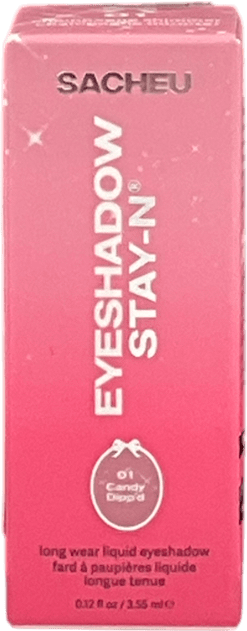 SACHEU
EYESHADOW
STAY-N®
01
Candy
Dipp'd
long wear liquid eyeshadow
fard à paupières liquide
longue tenue
0.12 fl oz / 3.55 ml ℮